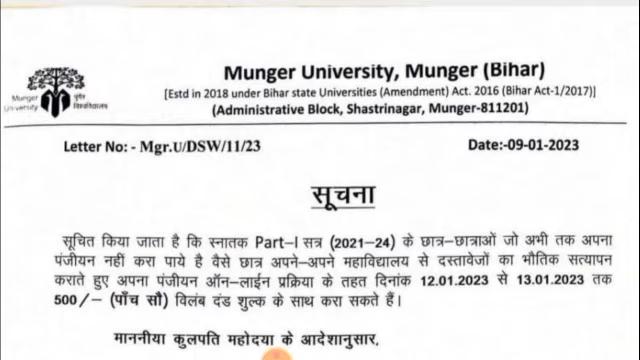 Munger University, Munger (Bihar)
[Estd in 2018 under Bihar state Universities (Amendment) Act. 2016 (Bihar Act-1/2017)]
(Administrative Block, Shastrinagar, Munger-811201)
Munger University
मुंगेर विश्वविद्यालय
Letter No: - Mgr.U/DSW/11/23 Date:-09-01-2023
सूचना
सूचित किया जाता है कि स्नातक Part–I सत्र (2021–24) के छात्र–छात्राओं जो अभी तक अपना
पंजीयन नहीं करा पाये है वैसे छात्र अपने–अपने महाविद्यालय से दस्तावेजों का भौतिक सत्यापन
कराते हुए अपना पंजीयन ऑन–लाईन प्रक्रिया के तहत दिनांक 12.01.2023 से 13.01.2023 तक
500/– (पाँच सौ) विलंब दंड शुल्क के साथ करा सकते हैं।
माननीया कुलपति महोदया के आदेशानुसार,